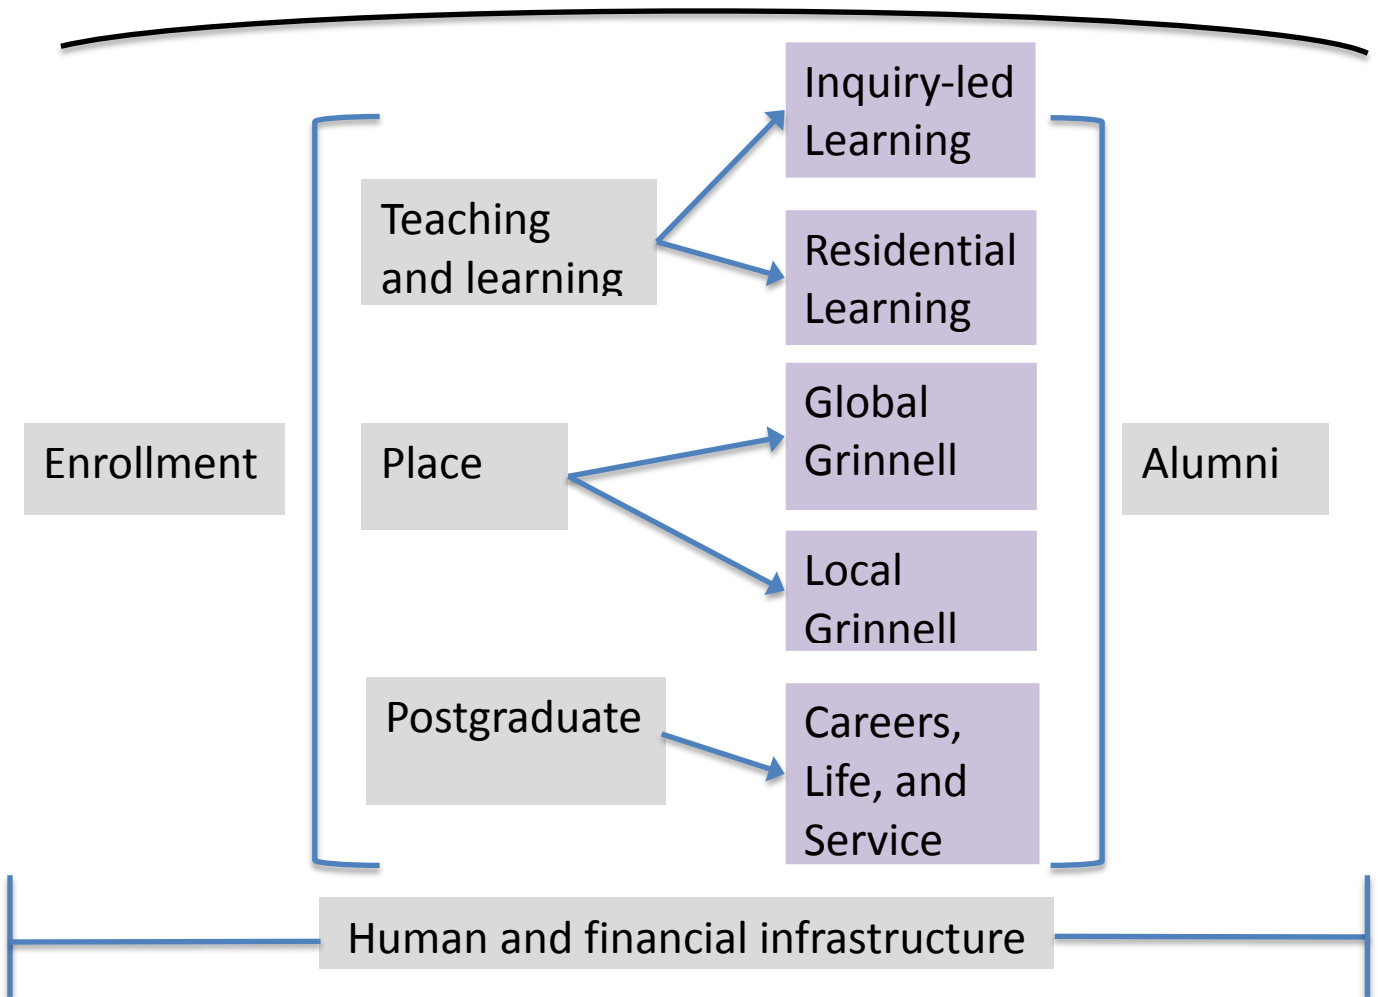 Inquiry-led
Learning
Teaching
and learning
Residential
Learning
Global
Grinnell
Enrollment
Place
Alumni
Local
Grinnell
Postgraduate
Careers,
Life, and
Service
Human and financial infrastructure